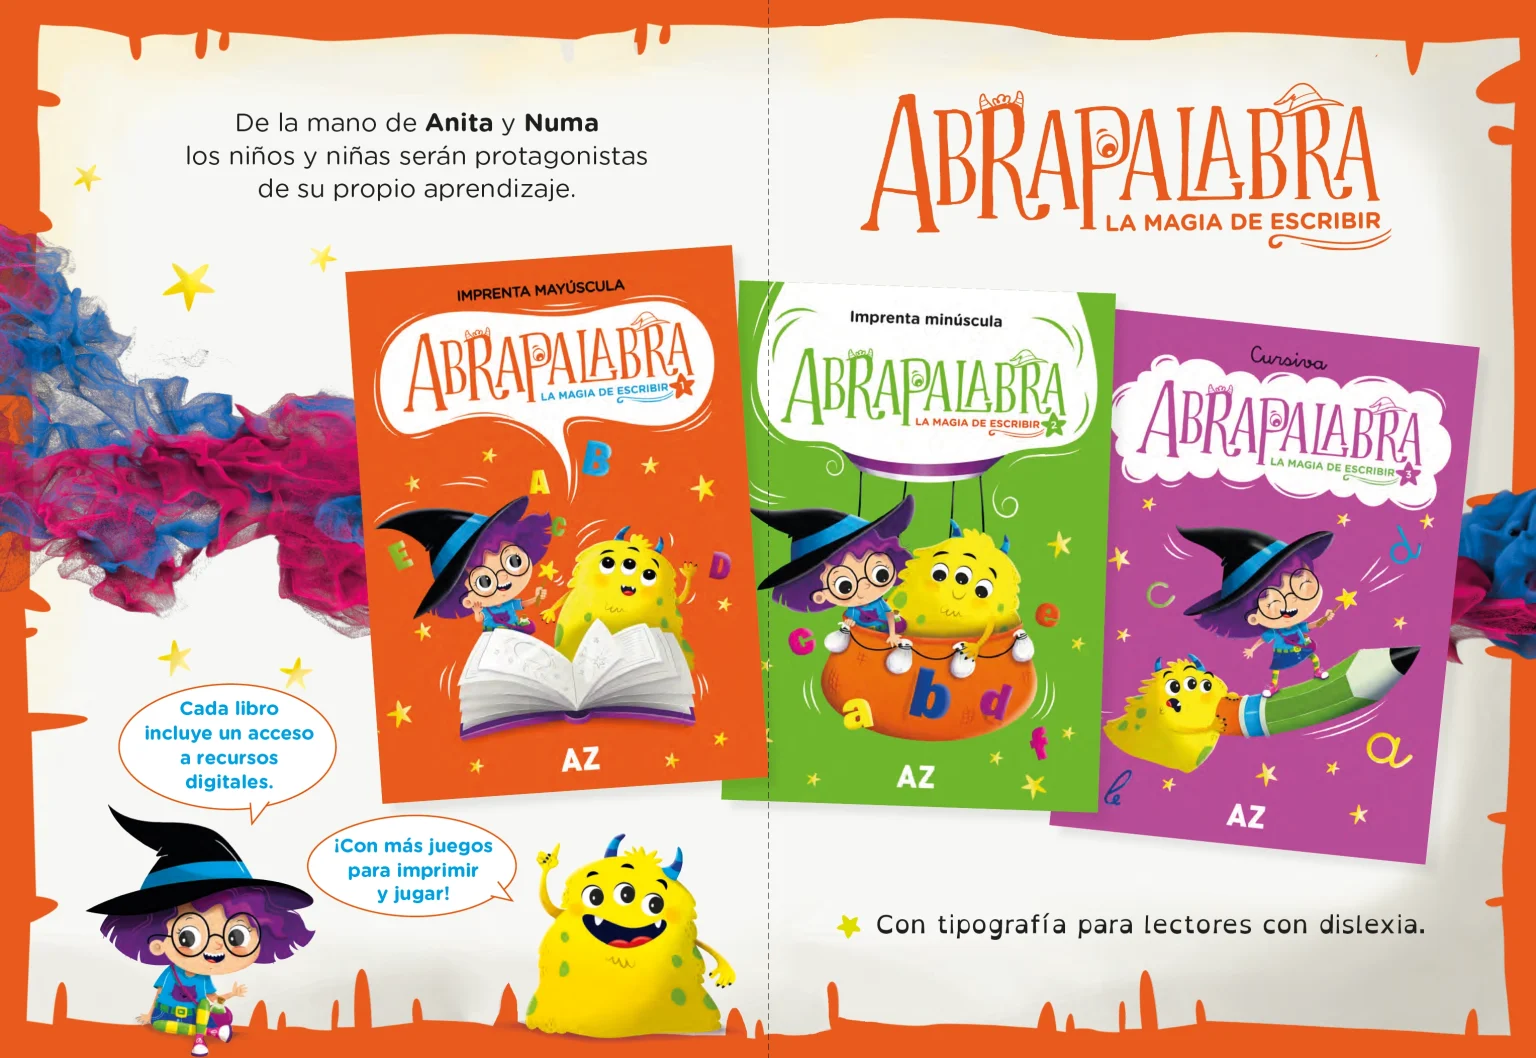 De la mano de Anita y Numa
los niños y niñas serán protagonistas
de su propio aprendizaje.
ABRAPALABRA
LA MAGIA DE ESCRIBIR
IMPRENTA MAYÚSCULA
ABRAPALABRA
LA MAGIA DE ESCRIBIR 1
A
B
C
E
D
AZ
Imprenta minúscula
ABRAPALABRA
LA MAGIA DE ESCRIBIR 2
c
e
a
b
d
f
AZ
Cursiva
ABRAPALABRA
LA MAGIA DE ESCRIBIR 3
d
c
a
le
AZ
Cada libro
incluye un acceso
a recursos
digitales.
¡Con más juegos
para imprimir
y jugar!
Con tipografía para lectores con dislexia.